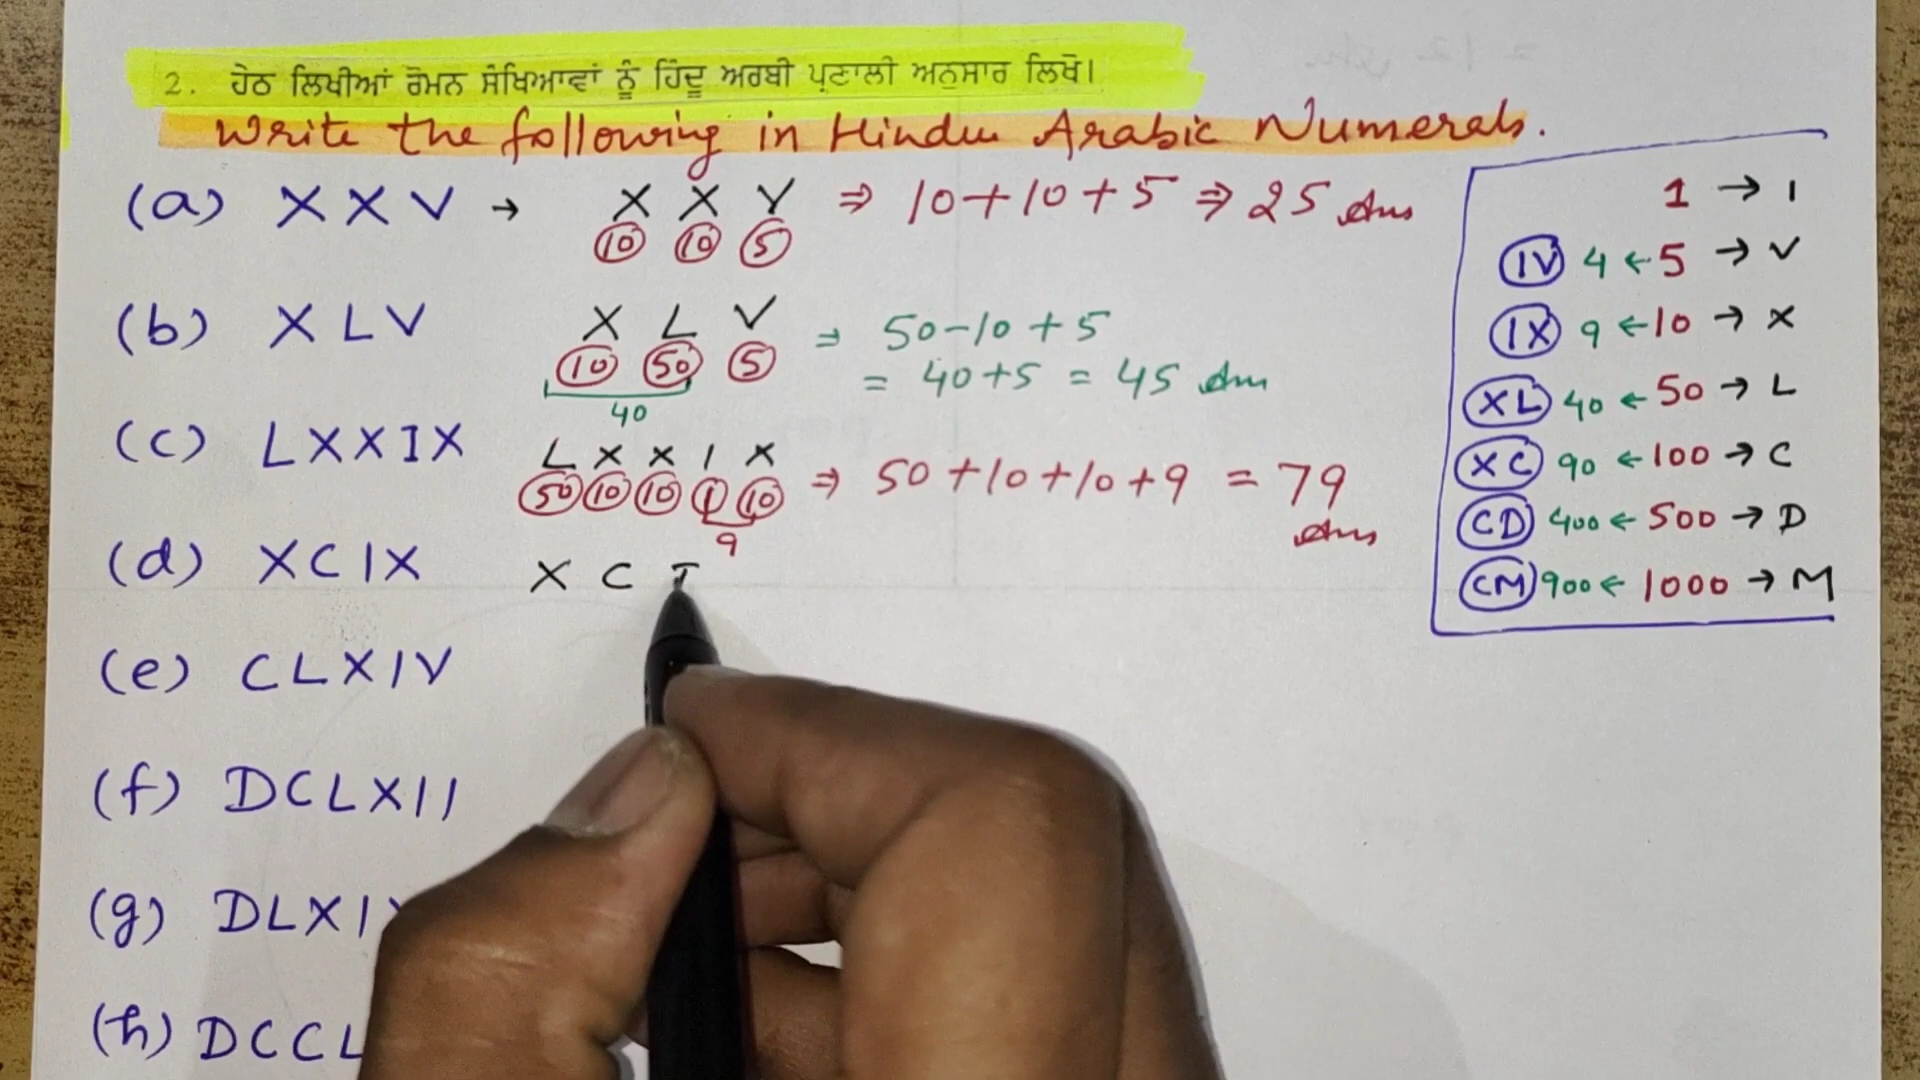 2. ਹੇਠ ਲਿਖੀਆਂ ਰੋਮਨ ਸੰਖਿਆਵਾਂ ਨੂੰ ਹਿੰਦੂ ਅਰਬੀ ਪ੍ਰਣਾਲੀ ਅਨੁਸਾਰ ਲਿਖੋ।
Write the following in Hindu Arabic Numerals.
(a) XXV → X X V ⇒ 10+10+5 ⇒ 25 Ans
10 10 5
(b) XLV X L V ⇒ 50-10+5
10 50 5 = 40+5 = 45 Ans
40
(c) LXXIX L X X I X
50 10 10 1 10 ⇒ 50+10+10+9 = 79
9 Ans
(d) XCIX X C I
(e) CLXIV
(f) DCLXII
(g) DLXI
(h) DCCL
1 → I
IV 4 ← 5 → V
IX 9 ← 10 → X
XL 40 ← 50 → L
XC 90 ← 100 → C
CD 400 ← 500 → D
CM 900 ← 1000 → M